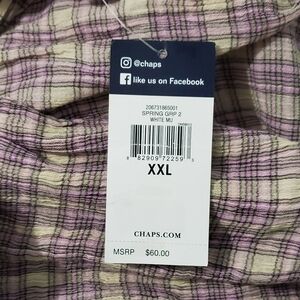 @chaps
like us on Facebook
206731865001
SPRING GRP 2
WHITE MU
8 82909 72259
XXL
CHAPS.COM
MSRP $60.00